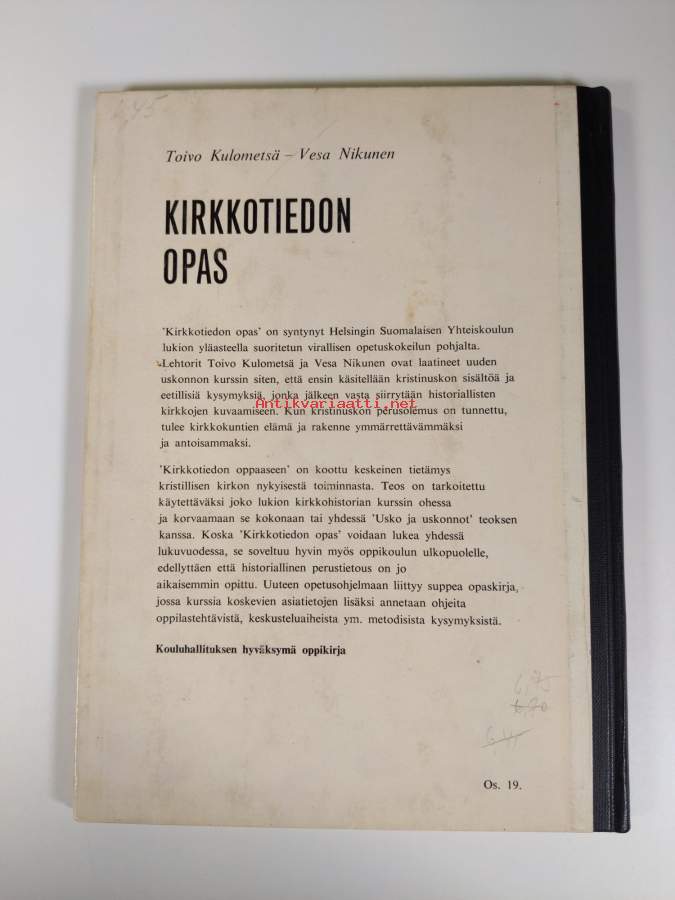 2,45
Toivo Kulometsä – Vesa Nikunen
KIRKKOTIEDON
OPAS
'Kirkkotiedon opas' on syntynyt Helsingin Suomalaisen Yhteiskoulun
lukion yläasteella suoritetun virallisen opetuskokeilun pohjalta.
Lehtorit Toivo Kulometsä ja Vesa Nikunen ovat laatineet uuden
uskonnon kurssin siten, että ensin käsitellään kristinuskon sisältöä ja
eetillisiä kysymyksiä, jonka jälkeen vasta siirrytään historiallisten
Antikvariaatti.net
kirkkojen kuvaamiseen. Kun kristinuskon perusolemus on tunnettu,
tulee kirkkokuntien elämä ja rakenne ymmärrettävämmäksi
ja antoisammaksi.
'Kirkkotiedon oppaaseen' on koottu keskeinen tietämys
kristillisen kirkon nykyisestä toiminnasta. Teos on tarkoitettu
käytettäväksi joko lukion kirkkohistorian kurssin ohessa
ja korvaamaan se kokonaan tai yhdessä 'Usko ja uskonnot' teoksen
kanssa. Koska 'Kirkkotiedon opas' voidaan lukea yhdessä
lukuvuodessa, se soveltuu hyvin myös oppikoulun ulkopuolelle,
edellyttäen että historiallinen perustietous on jo
aikaisemmin opittu. Uuteen opetusohjelmaan liittyy suppea opaskirja,
jossa kurssia koskevien asiatietojen lisäksi annetaan ohjeita
oppilastehtävistä, keskusteluaiheista ym. metodisista kysymyksistä.
Kouluhallituksen hyväksymä oppikirja
6,75
Os. 19.